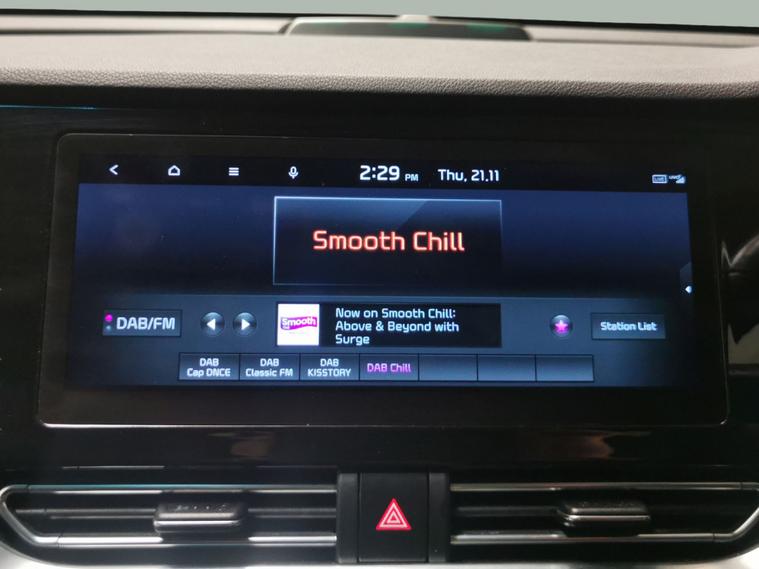 2:29 PM Thu, 21.11
Smooth Chill
DAB/FM
Smooth
Now on Smooth Chill:
Above & Beyond with
Surge
Station List
DAB
Cap DNCE
DAB
Classic FM
DAB
KISSTORY
DAB Chill